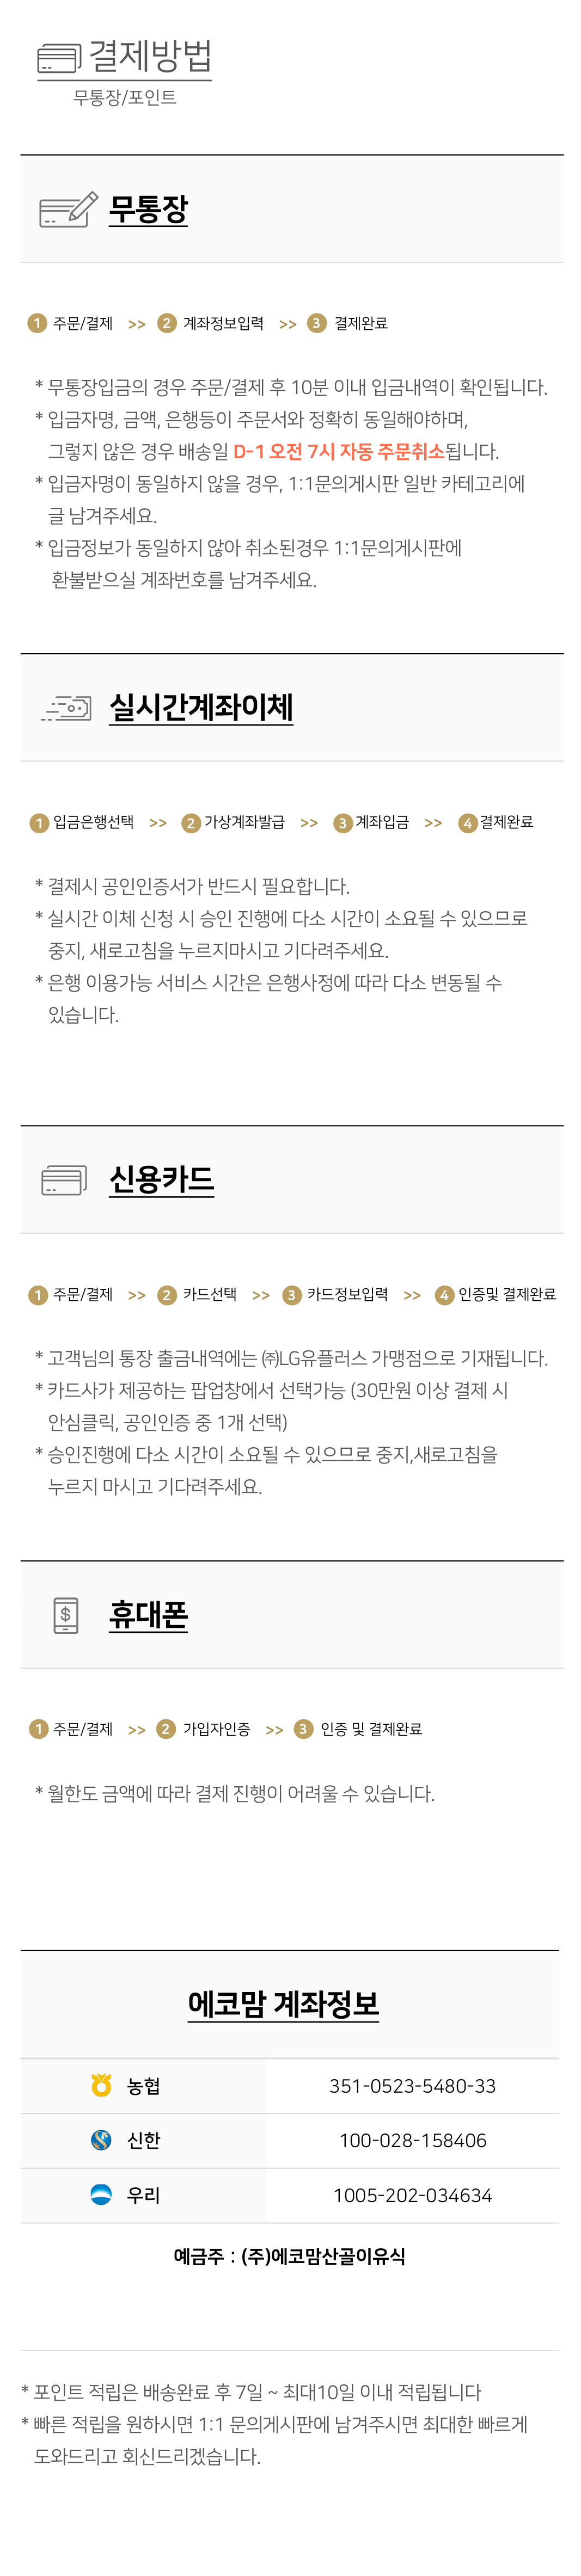 결제방법
무통장/포인트
무통장
1 주문/결제 >> 2 계좌정보입력 >> 3 결제완료
* 무통장입금의 경우 주문/결제 후 10분 이내 입금내역이 확인됩니다.
* 입금자명, 금액, 은행등이 주문서와 정확히 동일해야하며,
그렇지 않은 경우 배송일 D-1 오전 7시 자동 주문취소됩니다.
* 입금자명이 동일하지 않을 경우, 1:1문의게시판 일반 카테고리에
글 남겨주세요.
* 입금정보가 동일하지 않아 취소된경우 1:1문의게시판에
환불받으실 계좌번호를 남겨주세요.
실시간계좌이체
1 입금은행선택 >> 2 가상계좌발급 >> 3 계좌입금 >> 4 결제완료
* 결제시 공인인증서가 반드시 필요합니다.
* 실시간 이체 신청 시 승인 진행에 다소 시간이 소요될 수 있으므로
중지, 새로고침을 누르지마시고 기다려주세요.
* 은행 이용가능 서비스 시간은 은행사정에 따라 다소 변동될 수
있습니다.
신용카드
1 주문/결제 >> 2 카드선택 >> 3 카드정보입력 >> 4 인증및 결제완료
* 고객님의 통장 출금내역에는 ㈜LG유플러스 가맹점으로 기재됩니다.
* 카드사가 제공하는 팝업창에서 선택가능 (30만원 이상 결제 시
안심클릭, 공인인증 중 1개 선택)
* 승인진행에 다소 시간이 소요될 수 있으므로 중지,새로고침을
누르지 마시고 기다려주세요.
휴대폰
1 주문/결제 >> 2 가입자인증 >> 3 인증 및 결제완료
* 월한도 금액에 따라 결제 진행이 어려울 수 있습니다.
에코맘 계좌정보
농협 351-0523-5480-33
신한 100-028-158406
우리 1005-202-034634
예금주 : (주)에코맘산골이유식
* 포인트 적립은 배송완료 후 7일 ~ 최대10일 이내 적립됩니다
* 빠른 적립을 원하시면 1:1 문의게시판에 남겨주시면 최대한 빠르게
도와드리고 회신드리겠습니다.